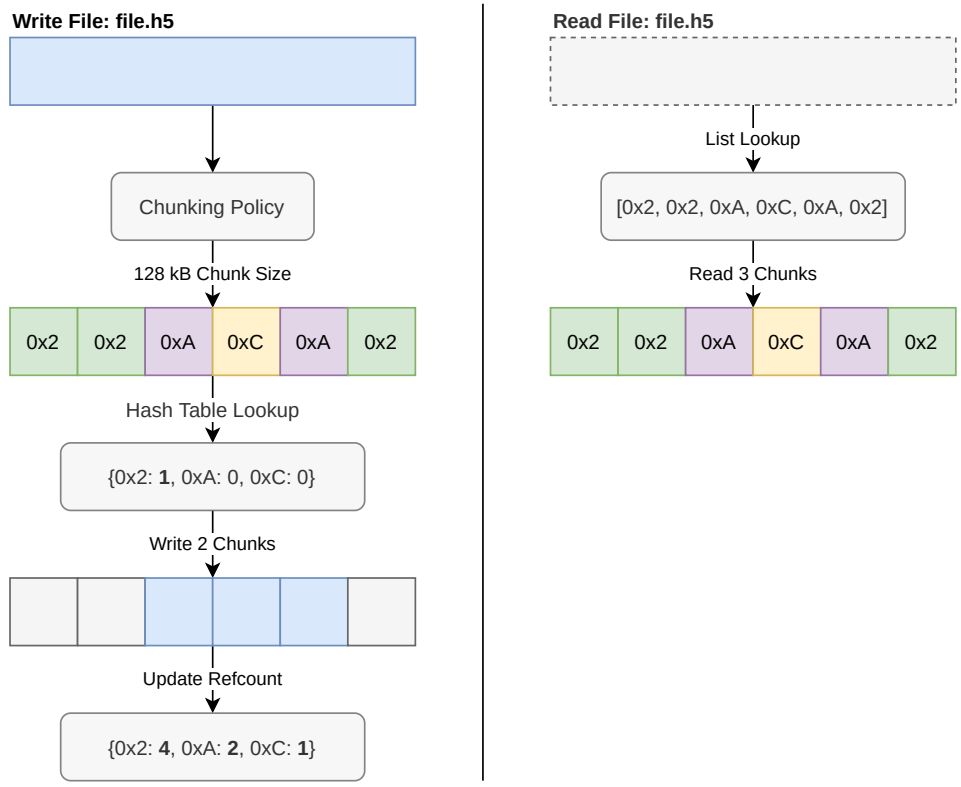 Write File: file.h5
Chunking Policy
128 kB Chunk Size
0x2 0x2 0xA 0xC 0xA 0x2
Hash Table Lookup
{0x2: 1, 0xA: 0, 0xC: 0}
Write 2 Chunks
Update Refcount
{0x2: 4, 0xA: 2, 0xC: 1}
Read File: file.h5
List Lookup
[0x2, 0x2, 0xA, 0xC, 0xA, 0x2]
Read 3 Chunks
0x2 0x2 0xA 0xC 0xA 0x2